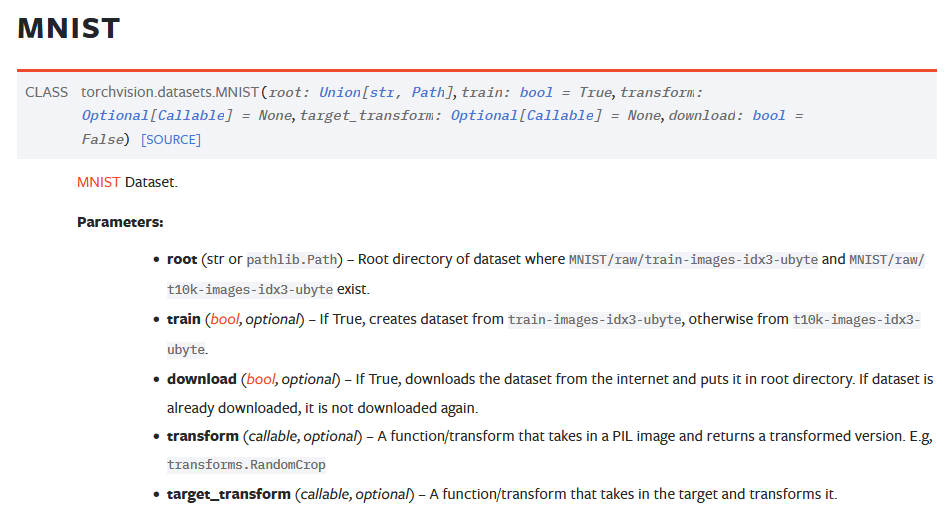 MNIST
CLASS torchvision.datasets.MNIST(root: Union[str, Path], train: bool = True, transform:
Optional[Callable] = None, target_transform: Optional[Callable] = None, download: bool =
False) [SOURCE]
MNIST Dataset.
Parameters:
• root (str or pathlib.Path) – Root directory of dataset where MNIST/raw/train-images-idx3-ubyte and MNIST/raw/
t10k-images-idx3-ubyte exist.
• train (bool, optional) – If True, creates dataset from train-images-idx3-ubyte, otherwise from t10k-images-idx3-
ubyte.
• download (bool, optional) – If True, downloads the dataset from the internet and puts it in root directory. If dataset is
already downloaded, it is not downloaded again.
• transform (callable, optional) – A function/transform that takes in a PIL image and returns a transformed version. E.g,
transforms.RandomCrop
• target_transform (callable, optional) – A function/transform that takes in the target and transforms it.